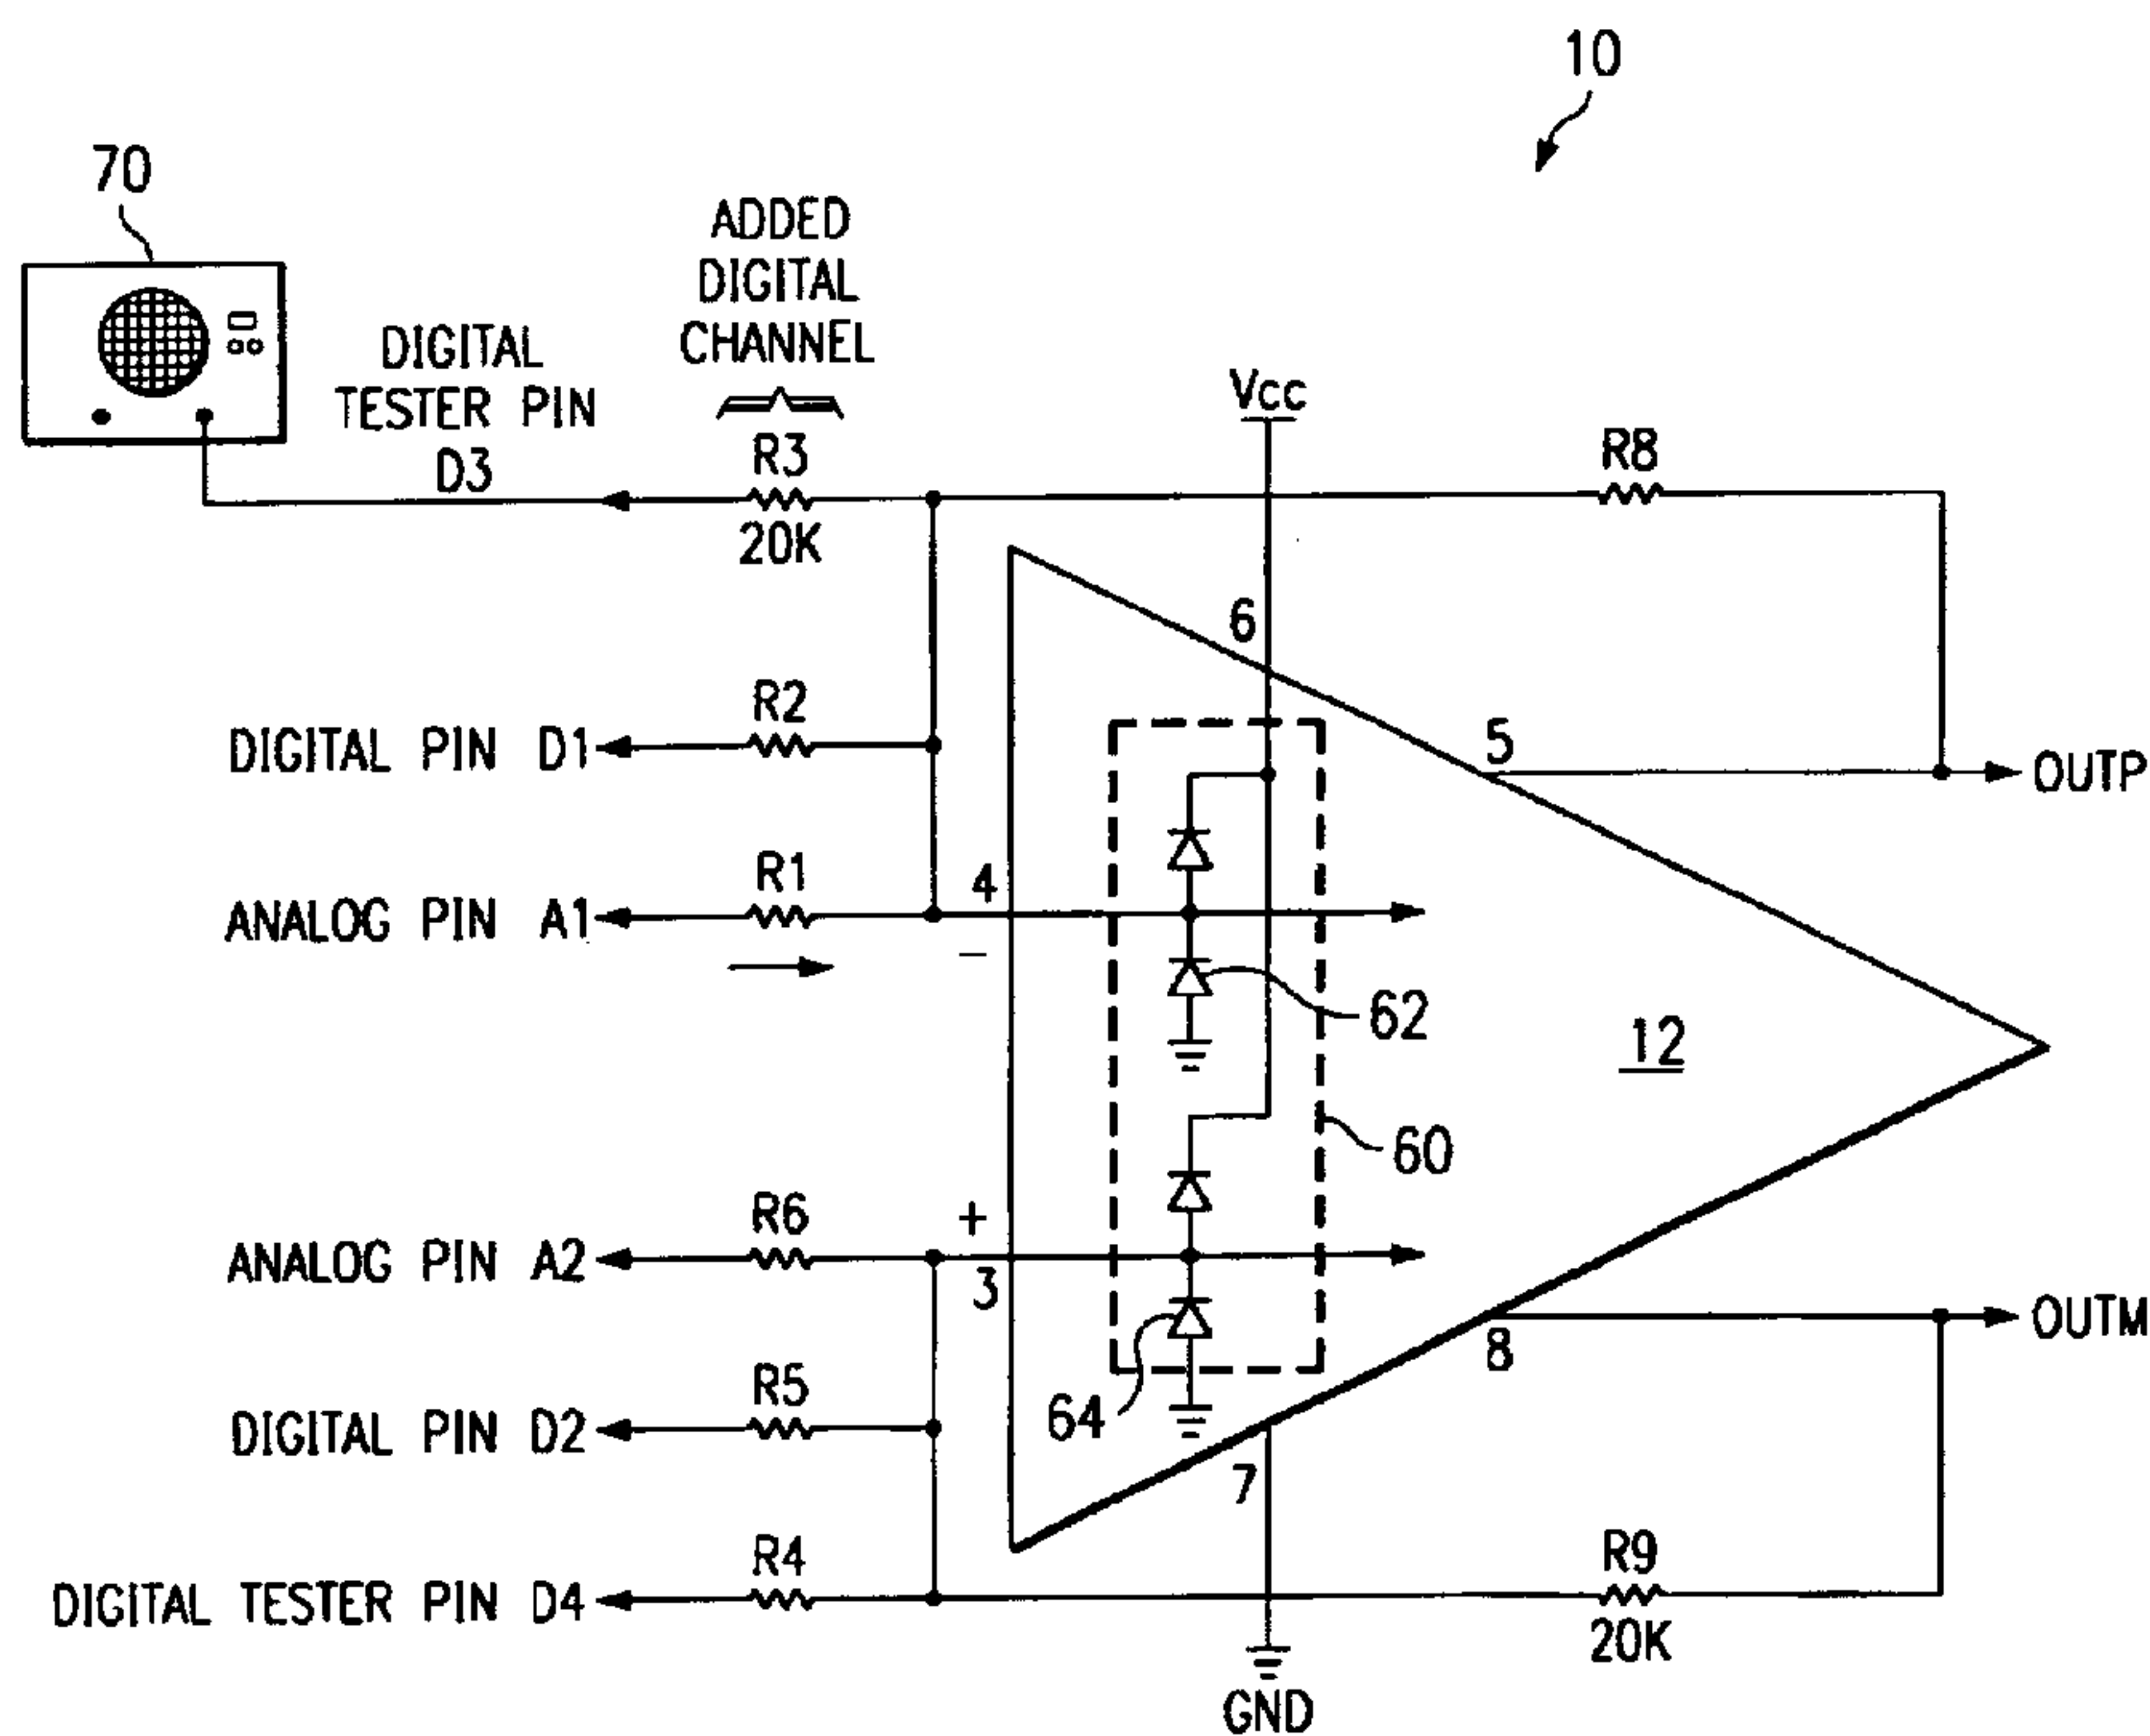 10
70
ADDED
DIGITAL
CHANNEL
DIGITAL
TESTER PIN
D3
R3
20K
VCC
R8
6
R2
DIGITAL PIN D1
5
OUTP
R1
4
ANALOG PIN A1
−
62
12
60
R6
+
ANALOG PIN A2
3
OUTM
8
R5
64
DIGITAL PIN D2
7
R4
R9
DIGITAL TESTER PIN D4
20K
GND